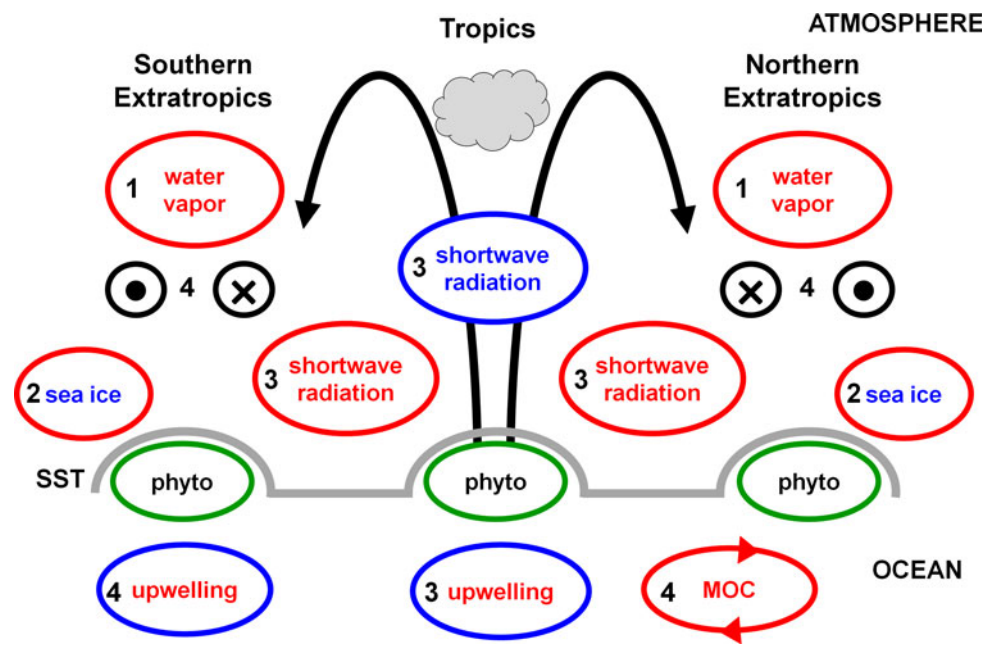 ATMOSPHERE
Tropics
Southern
Extratropics
Northern
Extratropics
1 water
vapor
1 water
vapor
3 shortwave
radiation
4
4
3 shortwave
radiation
3 shortwave
radiation
2 sea ice
2 sea ice
SST
phyto
phyto
phyto
OCEAN
4 upwelling
3 upwelling
4 MOC